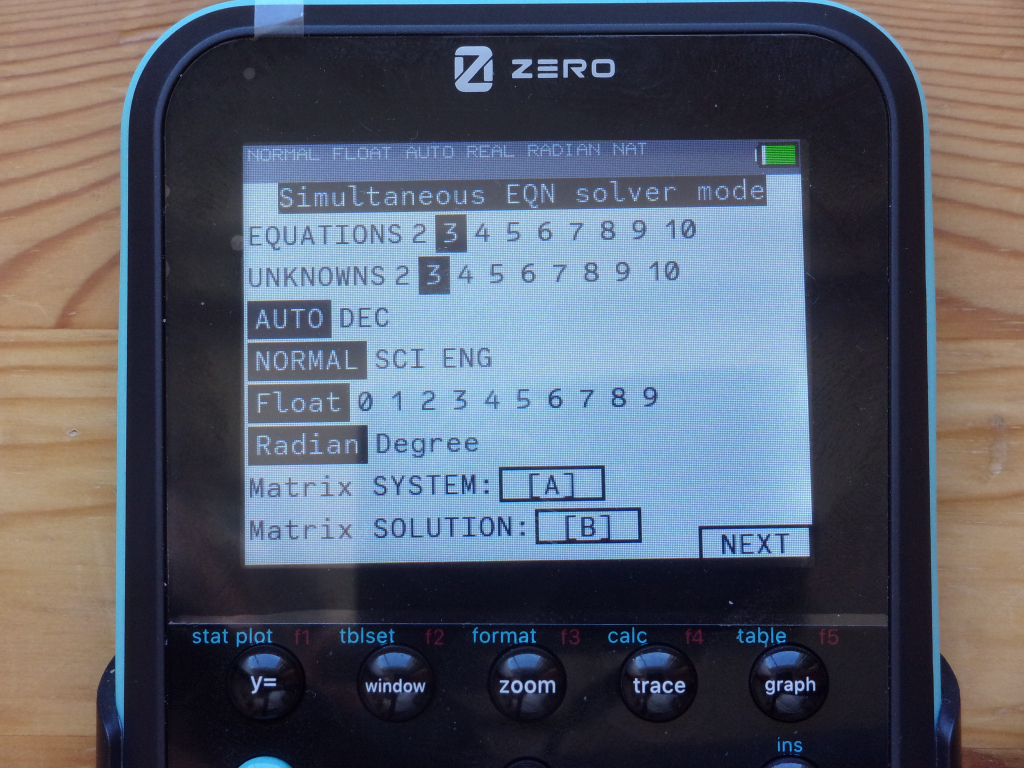 ZERO
NORMAL FLOAT AUTO REAL RADIAN NAT
Simultaneous EQN solver mode
EQUATIONS 2 3 4 5 6 7 8 9 10
UNKNOWNS 2 3 4 5 6 7 8 9 10
AUTO DEC
NORMAL SCI ENG
Float 0 1 2 3 4 5 6 7 8 9
Radian Degree
Matrix SYSTEM: [A]
Matrix SOLUTION: [B]
NEXT
stat plot f1 tblset f2 format f3 calc f4 table f5
y= window zoom trace graph
ins